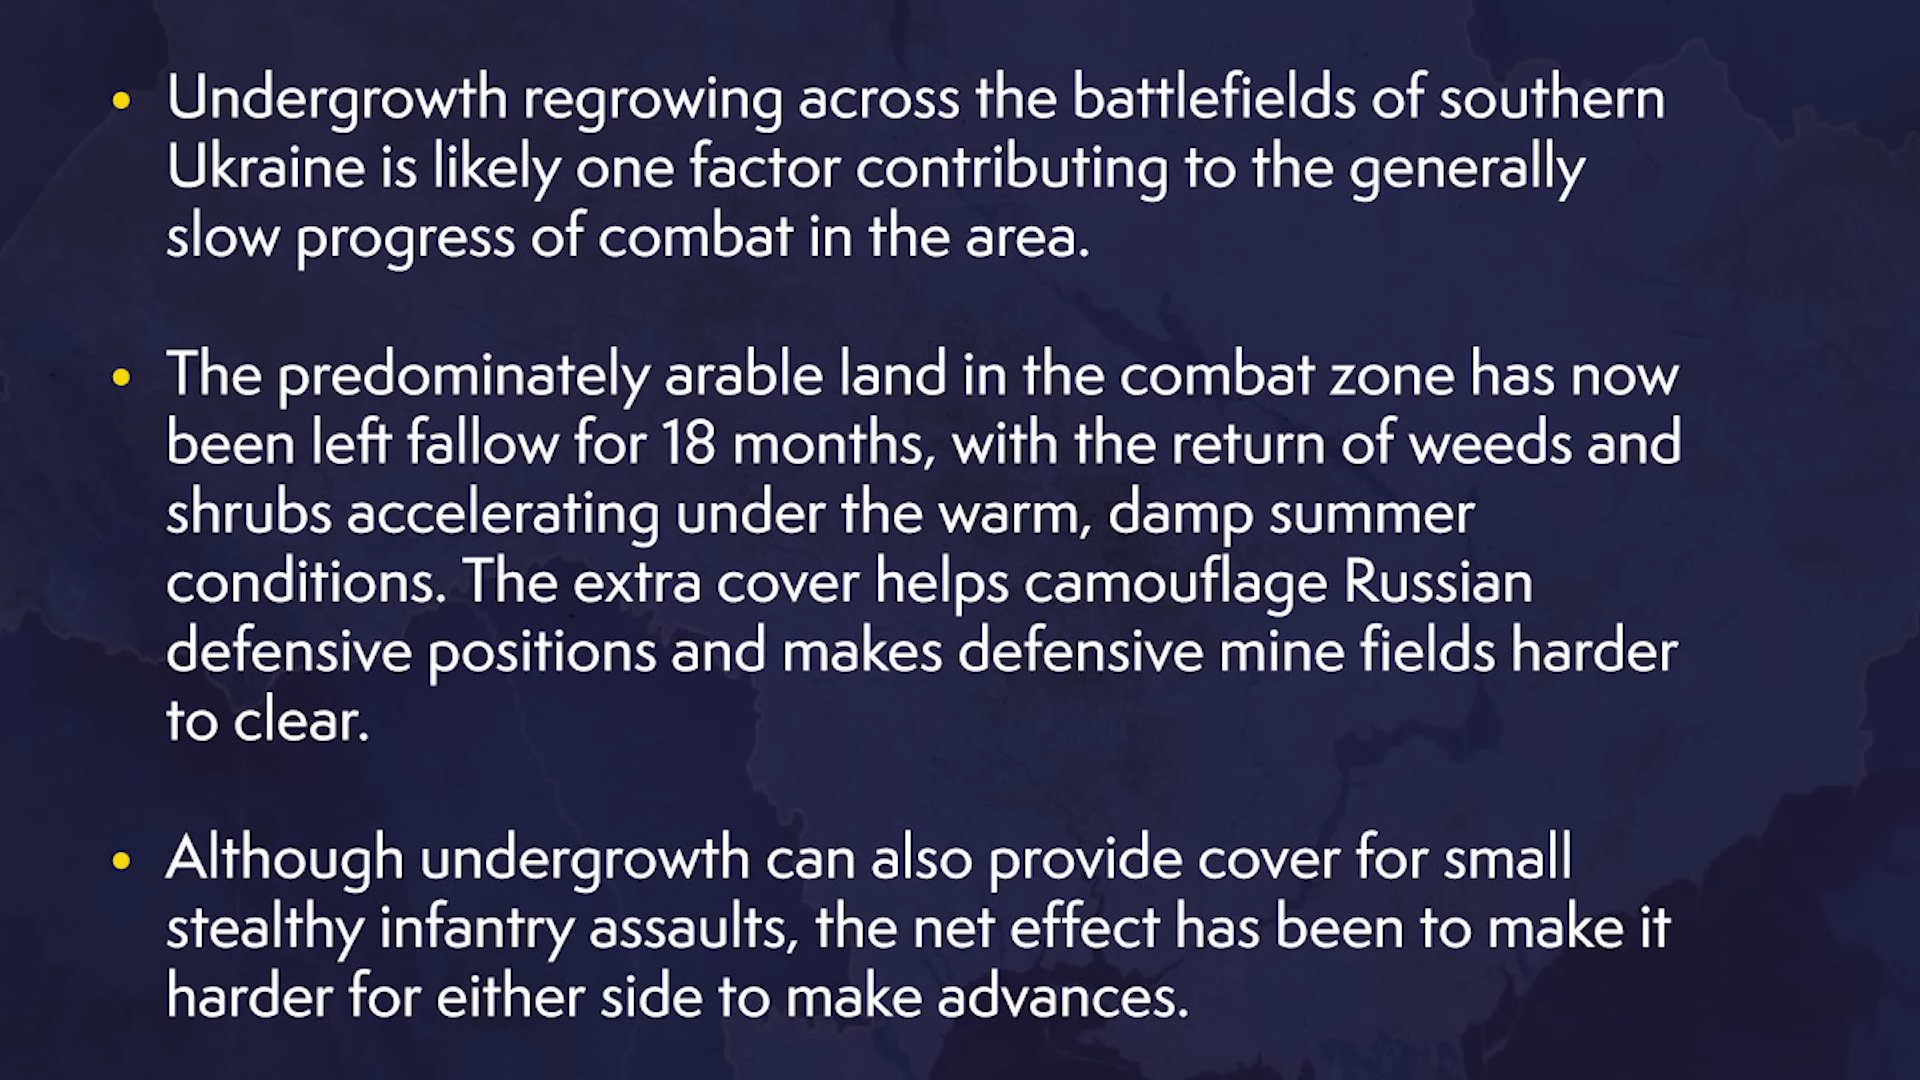 • Undergrowth regrowing across the battlefields of southern
Ukraine is likely one factor contributing to the generally
slow progress of combat in the area.
• The predominately arable land in the combat zone has now
been left fallow for 18 months, with the return of weeds and
shrubs accelerating under the warm, damp summer
conditions. The extra cover helps camouflage Russian
defensive positions and makes defensive mine fields harder
to clear.
• Although undergrowth can also provide cover for small
stealthy infantry assaults, the net effect has been to make it
harder for either side to make advances.